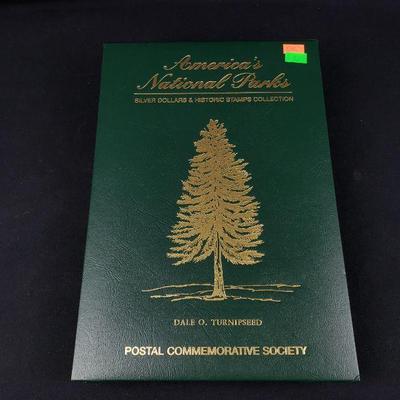 America's
National Parks
SILVER DOLLARS & HISTORIC STAMPS COLLECTION
DALE O. TURNIPSEED
POSTAL COMMEMORATIVE SOCIETY